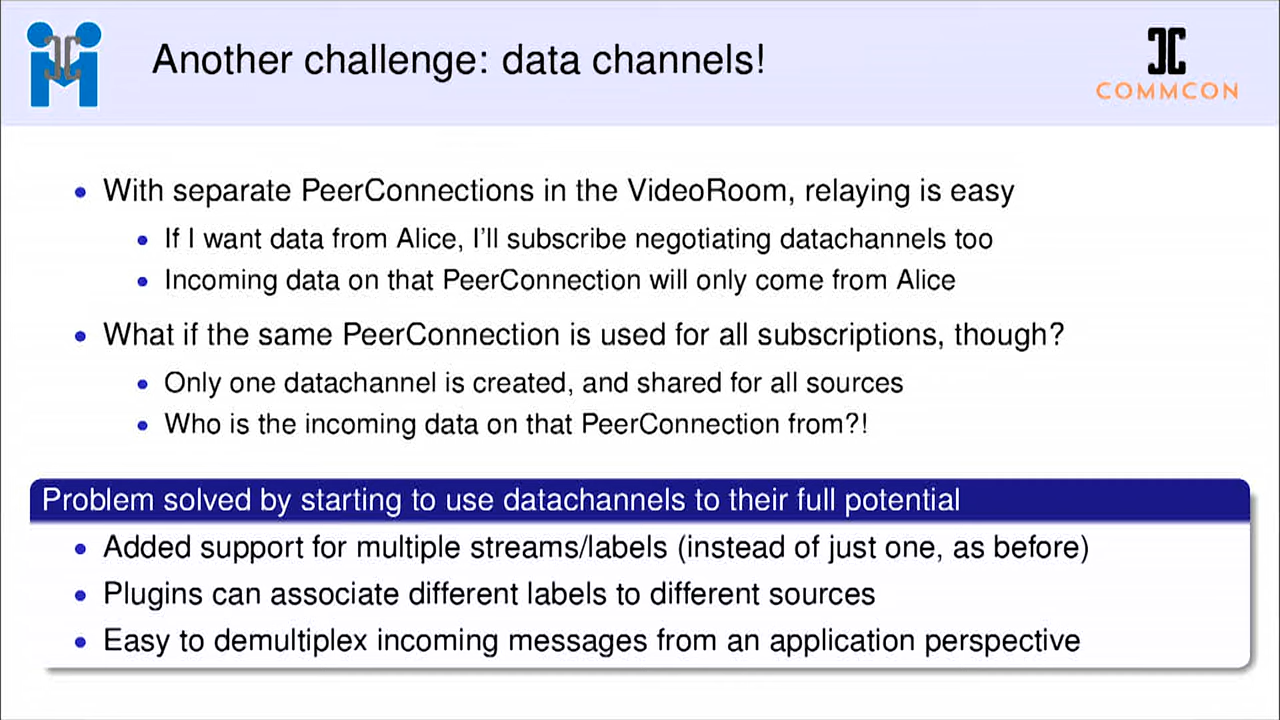 Another challenge: data channels!
COMMCON
• With separate PeerConnections in the VideoRoom, relaying is easy
• If I want data from Alice, I'll subscribe negotiating datachannels too
• Incoming data on that PeerConnection will only come from Alice
• What if the same PeerConnection is used for all subscriptions, though?
• Only one datachannel is created, and shared for all sources
• Who is the incoming data on that PeerConnection from?!
Problem solved by starting to use datachannels to their full potential
• Added support for multiple streams/labels (instead of just one, as before)
• Plugins can associate different labels to different sources
• Easy to demultiplex incoming messages from an application perspective